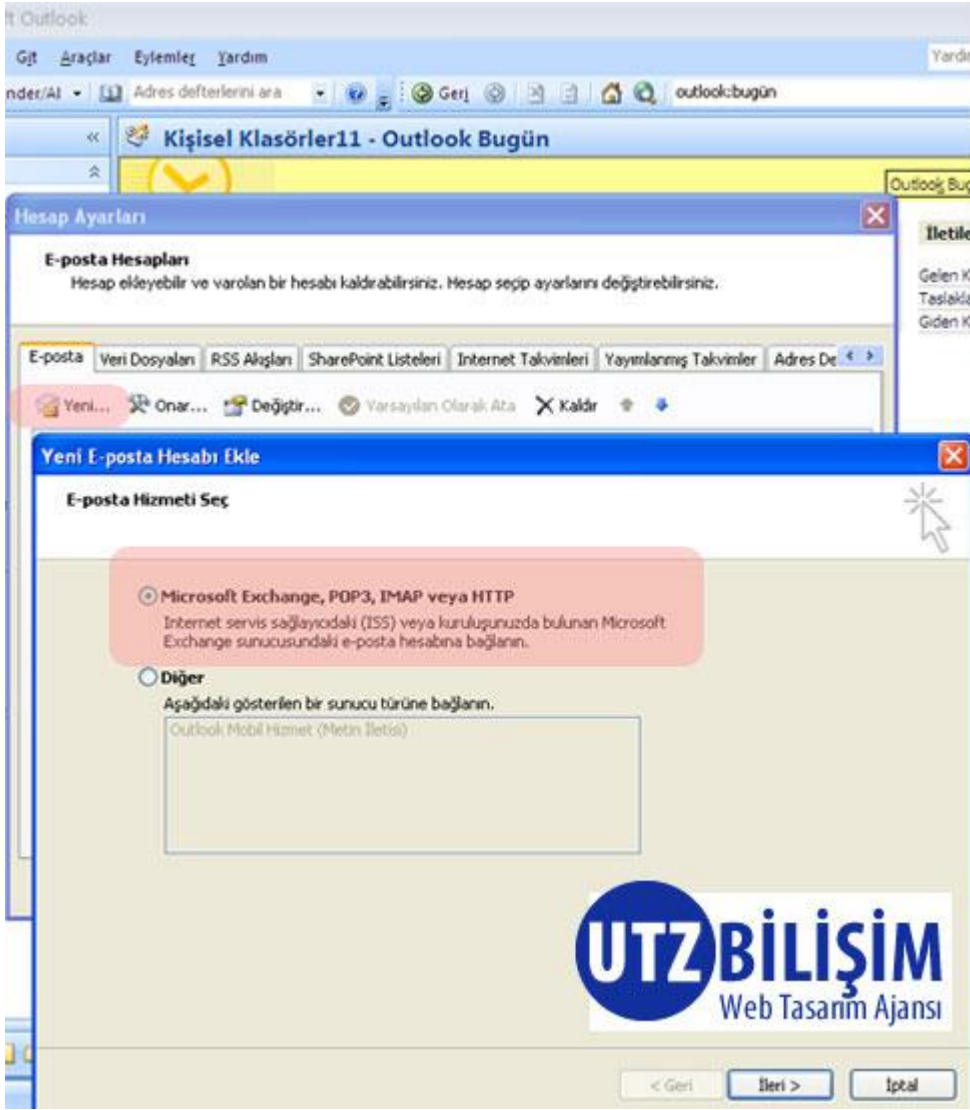 t Outlook
Git Araçlar Eylemler Yardım
nder/Al Adres defterlerini ara Geri outlook:bugün
Kişisel Klasörler11 - Outlook Bugün
Hesap Ayarları
İletile
E-posta Hesapları
Hesap ekleyebilir ve varolan bir hesabı kaldırabilirsiniz. Hesap seçip ayarlarını değiştirebilirsiniz.
Gelen K
Taslakla
Giden K
E-posta Veri Dosyaları RSS Akışları SharePoint Listeleri Internet Takvimleri Yayımlanmış Takvimler Adres De
Yeni... Onar... Değiştir... Varsayılan Olarak Ata Kaldır
Yeni E-posta Hesabı Ekle
E-posta Hizmeti Seç
Microsoft Exchange, POP3, IMAP veya HTTP
Internet servis sağlayıcıdaki (ISS) veya kuruluşunuzda bulunan Microsoft
Exchange sunucusundaki e-posta hesabına bağlanın.
Diğer
Aşağıdaki gösterilen bir sunucu türüne bağlanın.
Outlook Mobil Hizmet (Metin İletisi)
UTZ BİLİŞİM
Web Tasarım Ajansı
< Geri İleri > İptal